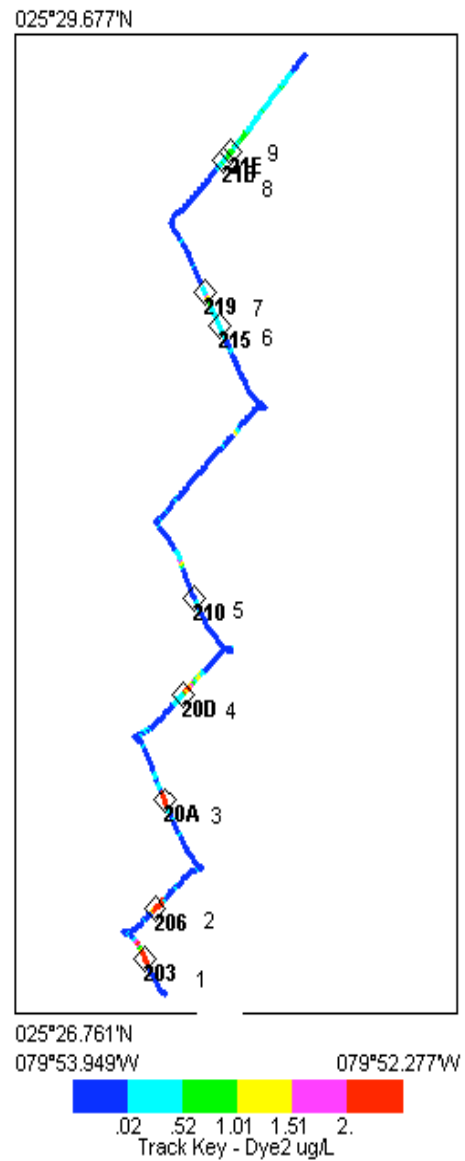 025°29.677'N
21E 9
21B 8
219 7
215 6
210 5
20D 4
20A 3
206 2
203 1
025°26.761'N
079°53.949'W 079°52.277'W
.02 .52 1.01 1.51 2.
Track Key - Dye2 ug/L